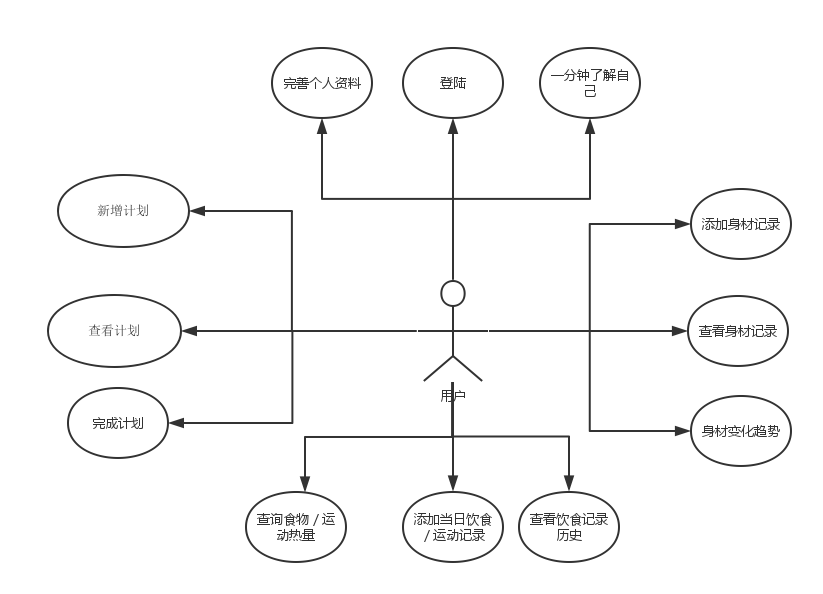 完善个人资料
登陆
一分钟了解自
己
新增计划
添加身材记录
查看计划
查看身材记录
用户
完成计划
身材变化趋势
查询食物 / 运
动热量
添加当日饮食
/ 运动记录
查看饮食记录
历史